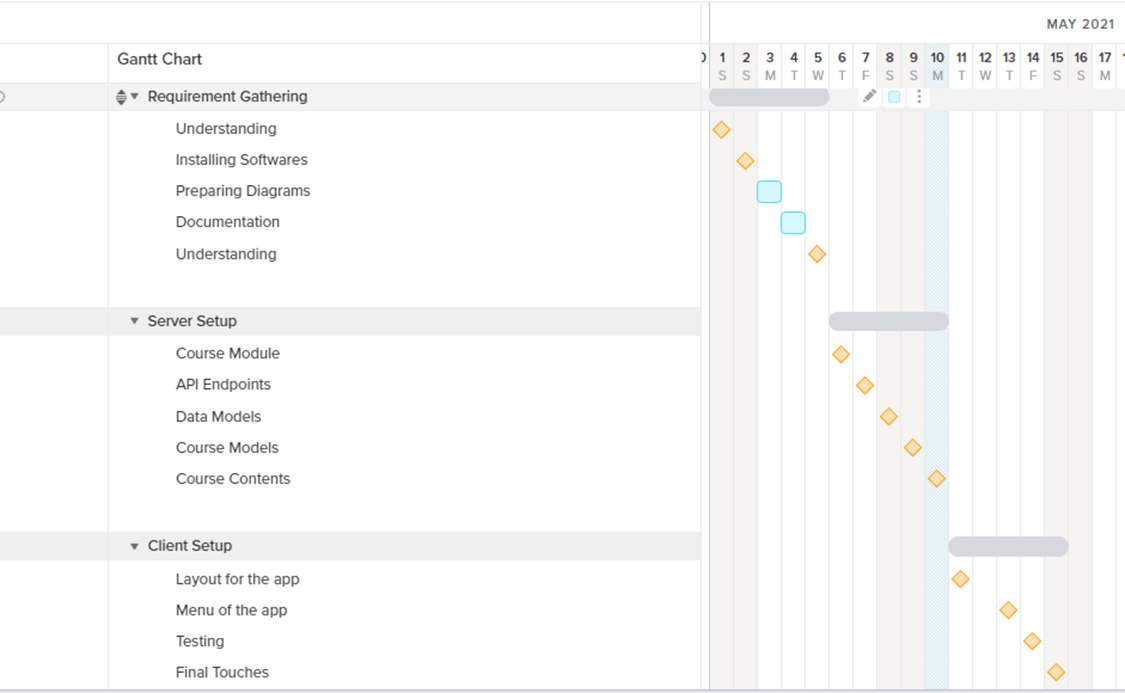 MAY 2021
Gantt Chart
1 2 3 4 5 6 7 8 9 10 11 12 13 14 15 16 17
S S M T W T F S S M T W T F S S M
Requirement Gathering
Understanding
Installing Softwares
Preparing Diagrams
Documentation
Understanding
Server Setup
Course Module
API Endpoints
Data Models
Course Models
Course Contents
Client Setup
Layout for the app
Menu of the app
Testing
Final Touches